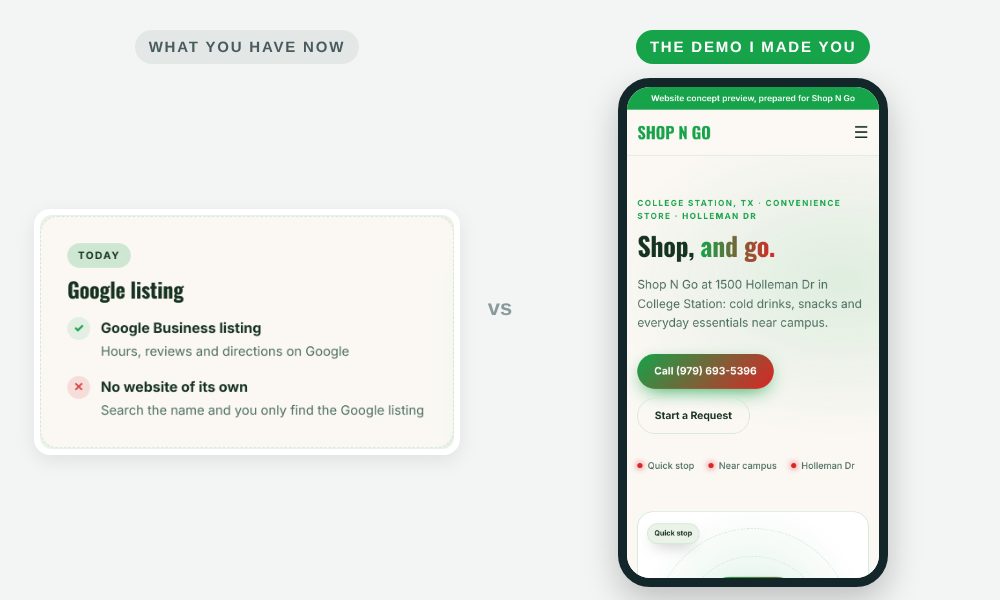 WHAT YOU HAVE NOW
TODAY
Google listing
Google Business listing
Hours, reviews and directions on Google
No website of its own
Search the name and you only find the Google listing
vs
THE DEMO I MADE YOU
Website concept preview, prepared for Shop N Go
SHOP N GO
COLLEGE STATION, TX · CONVENIENCE
STORE · HOLLEMAN DR
Shop, and go.
Shop N Go at 1500 Holleman Dr in
College Station: cold drinks, snacks and
everyday essentials near campus.
Call (979) 693-5396
Start a Request
Quick stop
Near campus
Holleman Dr
Quick stop